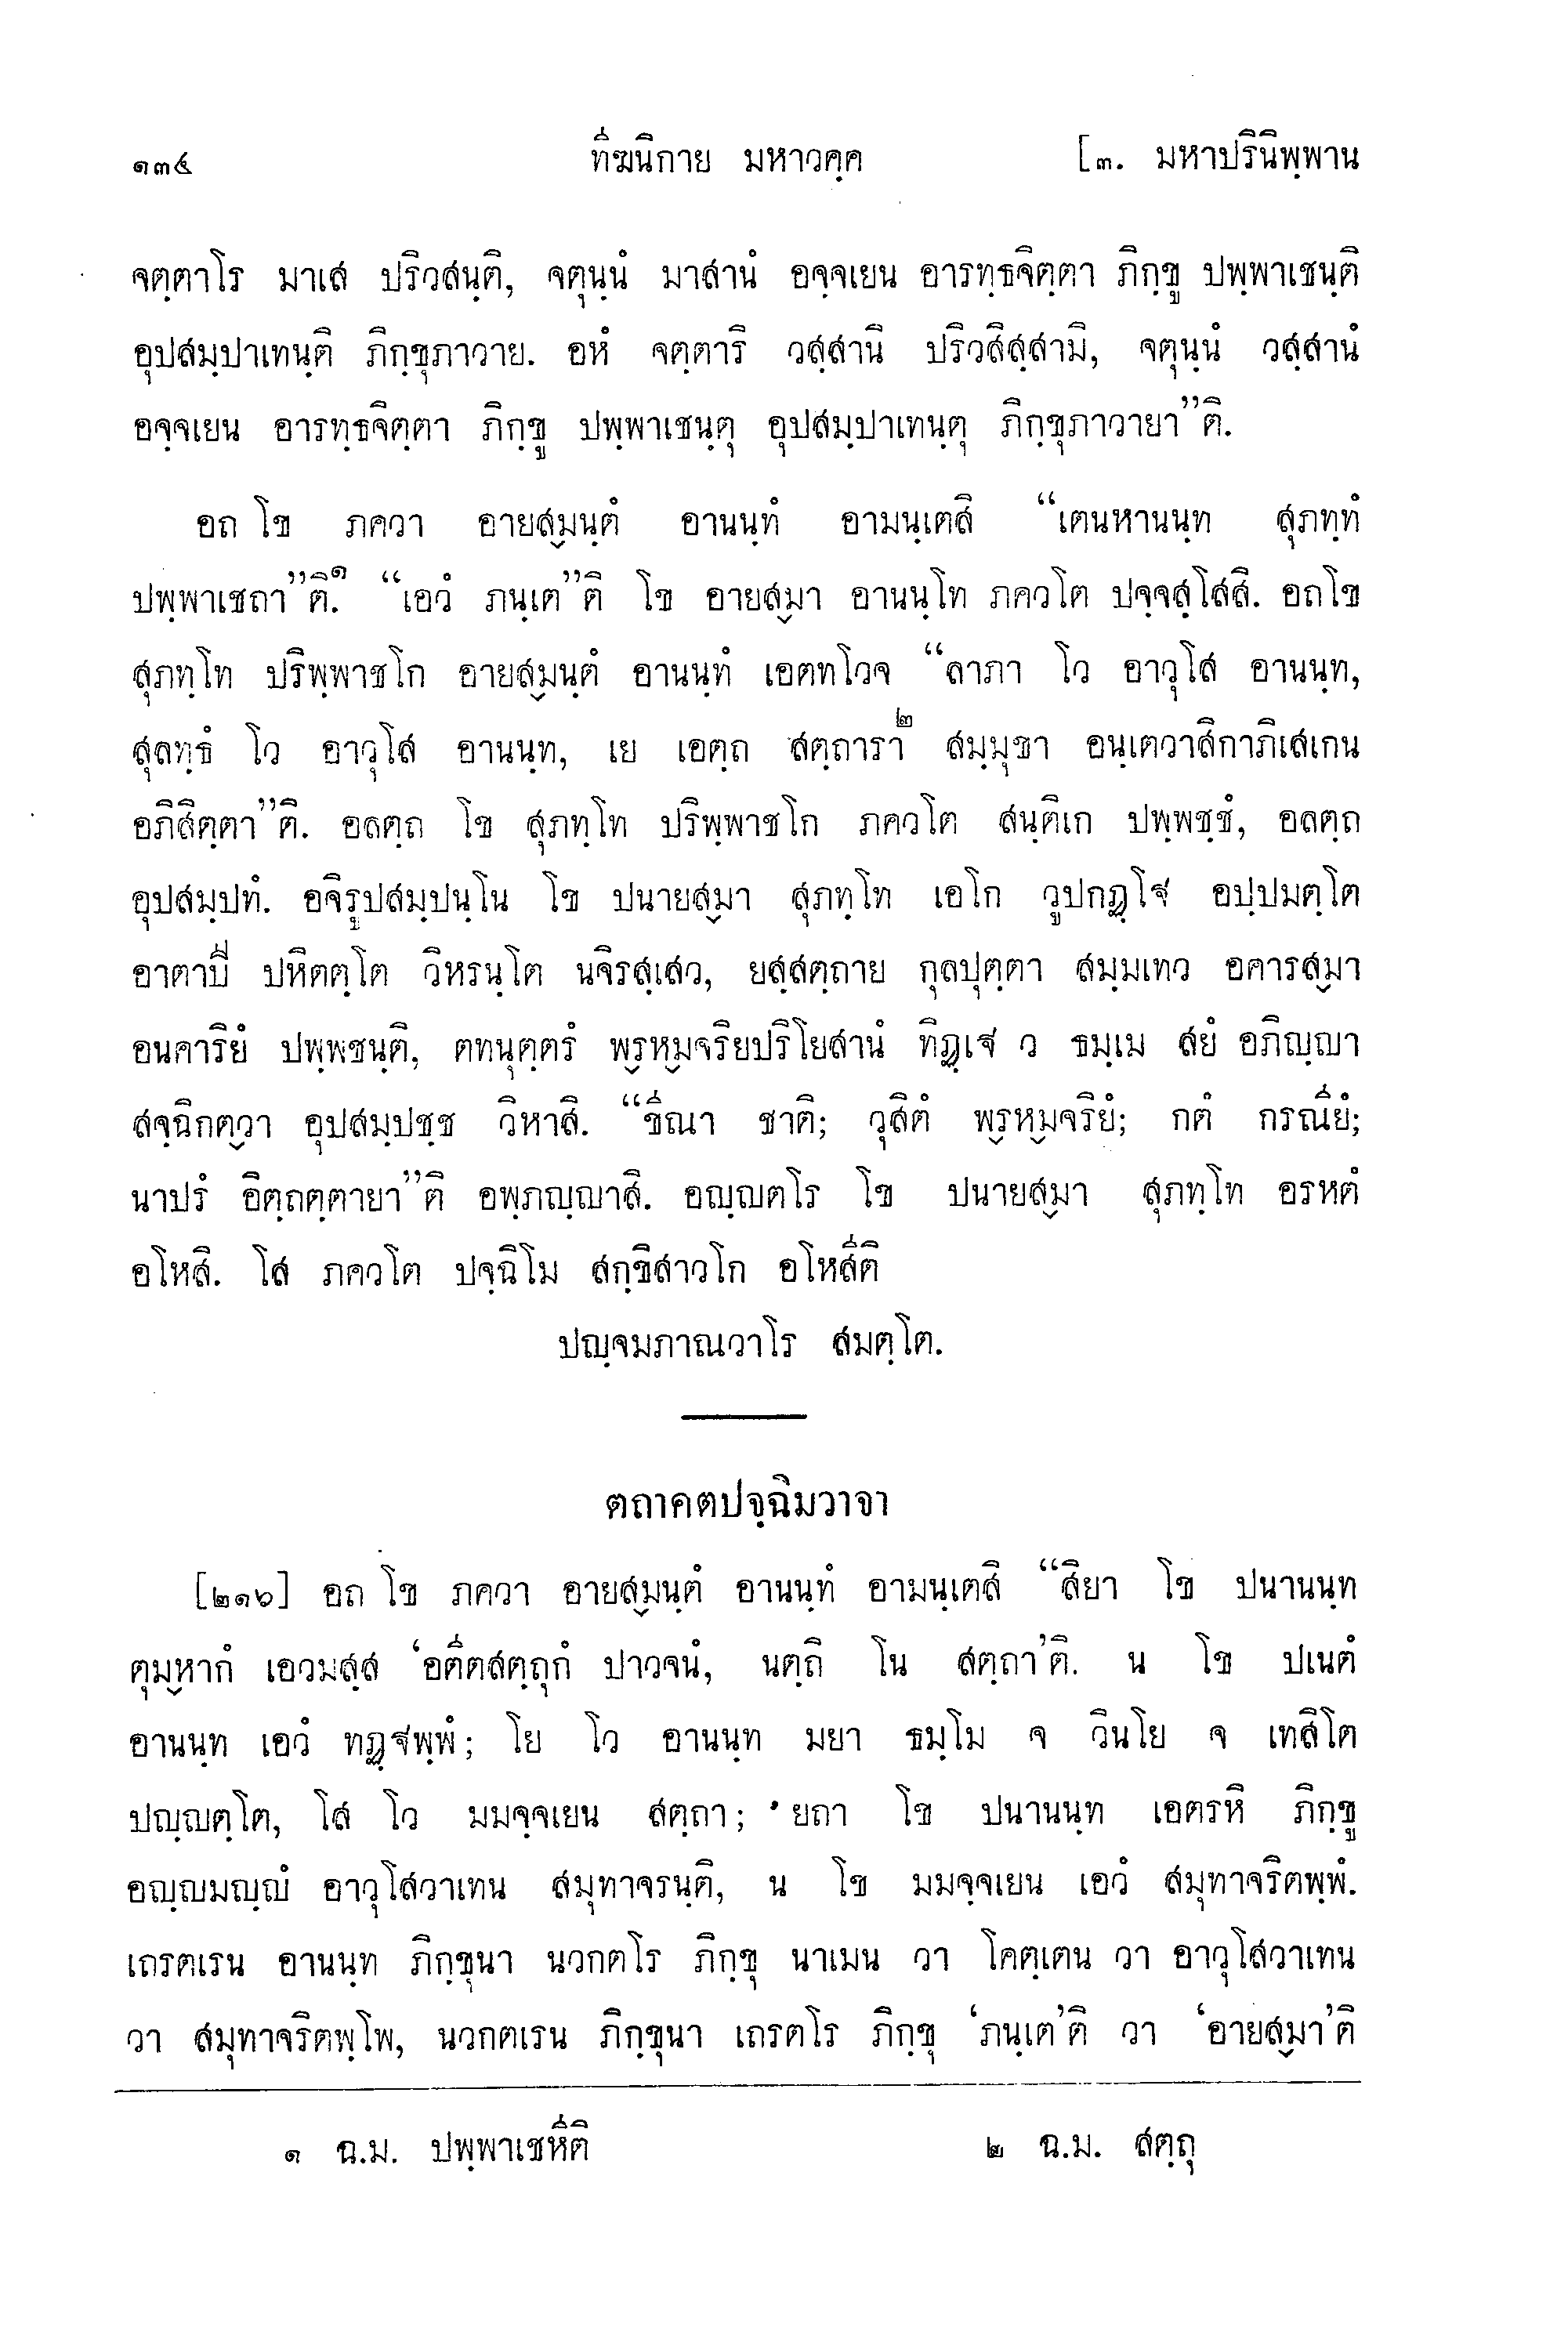 ๑๓๔ ทีฆนิกาย มหาวคฺค [๓. มหาปรินิพฺพาน
จตฺตาโร มาเส ปริวสนฺติ, จตุนฺนํ มาสานํ อจฺจเยน อารทฺธจิตฺตา ภิกฺขู ปพฺพาเชนฺติ
อุปสมฺปาเทนฺติ ภิกฺขุภาวาย. อหํ จตฺตาริ วสฺสานิ ปริวสิสฺสามิ, จตุนฺนํ วสฺสานํ
อจฺจเยน อารทฺธจิตฺตา ภิกฺขู ปพฺพาเชนฺตุ อุปสมฺปาเทนฺตุ ภิกฺขุภาวายา”ติ.
อถ โข ภควา อายสฺมนฺตํ อานนฺทํ อามนฺเตสิ “เตนหานนฺท สุภทฺทํ
ปพฺพาเชถา”ติ.๑ “เอวํ ภนฺเต”ติ โข อายสฺมา อานนฺโท ภควโต ปจฺจสฺโสสิ. อถโข
สุภทฺโท ปริพฺพาชโก อายสฺมนฺตํ อานนฺทํ เอตทโวจ “ลาภา โว อาวุโส อานนฺท,
สุลทฺธํ โว อาวุโส อานนฺท, เย เอตฺถ สตฺถารา๒ สมฺมุขา อนฺเตวาสิกาภิเสเกน
อภิสิตฺตา”ติ. อลตฺถ โข สุภทฺโท ปริพฺพาชโก ภควโต สนฺติเก ปพฺพชฺชํ, อลตฺถ
อุปสมฺปทํ. อจิรูปสมฺปนฺโน โข ปนายสฺมา สุภทฺโท เอโก วูปกฏฺโฐ อปฺปมตฺโต
อาตาปี ปหิตตฺโต วิหรนฺโต นจิรสฺเสว, ยสฺสตฺถาย กุลปุตฺตา สมฺมเทว อคารสฺมา
อนคาริยํ ปพฺพชนฺติ, ตทนุตฺตรํ พฺรหฺมจริยปริโยสานํ ทิฏฺเฐ ว ธมฺเม สยํ อภิญฺญา
สจฺฉิกตฺวา อุปสมฺปชฺช วิหาสิ. “ขีณา ชาติ; วุสิตํ พฺรหฺมจริยํ; กตํ กรณียํ;
นาปรํ อิตฺถตฺตายา”ติ อพฺภญฺญาสิ. อญฺญตโร โข ปนายสฺมา สุภทฺโท อรหตํ
อโหสิ. โส ภควโต ปจฺฉิโม สกฺขิสาวโก อโหสีติ
ปญฺจมภาณวาโร สมตฺโต.
ตถาคตปจฺฉิมวาจา
[๒๑๖] อถ โข ภควา อายสฺมนฺตํ อานนฺทํ อามนฺเตสิ “สิยา โข ปนานนฺท
ตุมฺหากํ เอวมสฺส ‘อตีตสตฺถุกํ ปาวจนํ, นตฺถิ โน สตฺถา’ติ. น โข ปเนตํ
อานนฺท เอวํ ทฏฺฐพฺพํ; โย โว อานนฺท มยา ธมฺโม จ วินโย จ เทสิโต
ปญฺญตฺโต, โส โว มมจฺจเยน สตฺถา; ยถา โข ปนานนฺท เอตรหิ ภิกฺขู
อญฺญมญฺญํ อาวุโสวาเทน สมุทาจรนฺติ, น โข มมจฺจเยน เอวํ สมุทาจริตพฺพํ.
เถรตเรน อานนฺท ภิกฺขุนา นวกตโร ภิกฺขุ นาเมน วา โคตฺเตน วา อาวุโสวาเทน
วา สมุทาจริตพฺโพ, นวกตเรน ภิกฺขุนา เถรตโร ภิกฺขุ ‘ภนฺเต’ติ วา ‘อายสฺมา’ติ
๑ ฉ.ม. ปพฺพาเชหีติ ๒ ฉ.ม. สตฺถุ